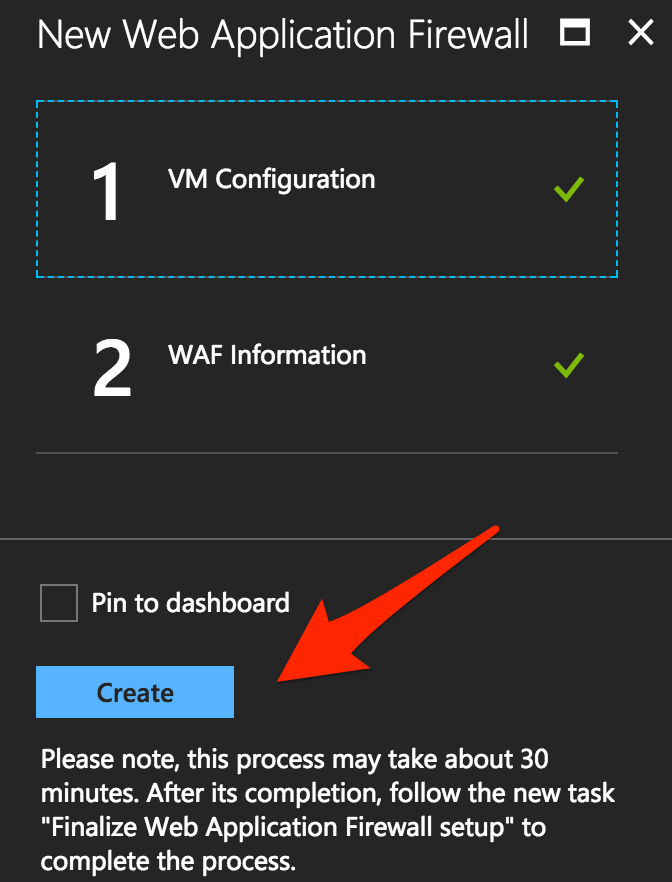 New Web Application Firewall
1
VM Configuration
2
WAF Information
Pin to dashboard
Create
Please note, this process may take about 30
minutes. After its completion, follow the new task
"Finalize Web Application Firewall setup" to
complete the process.